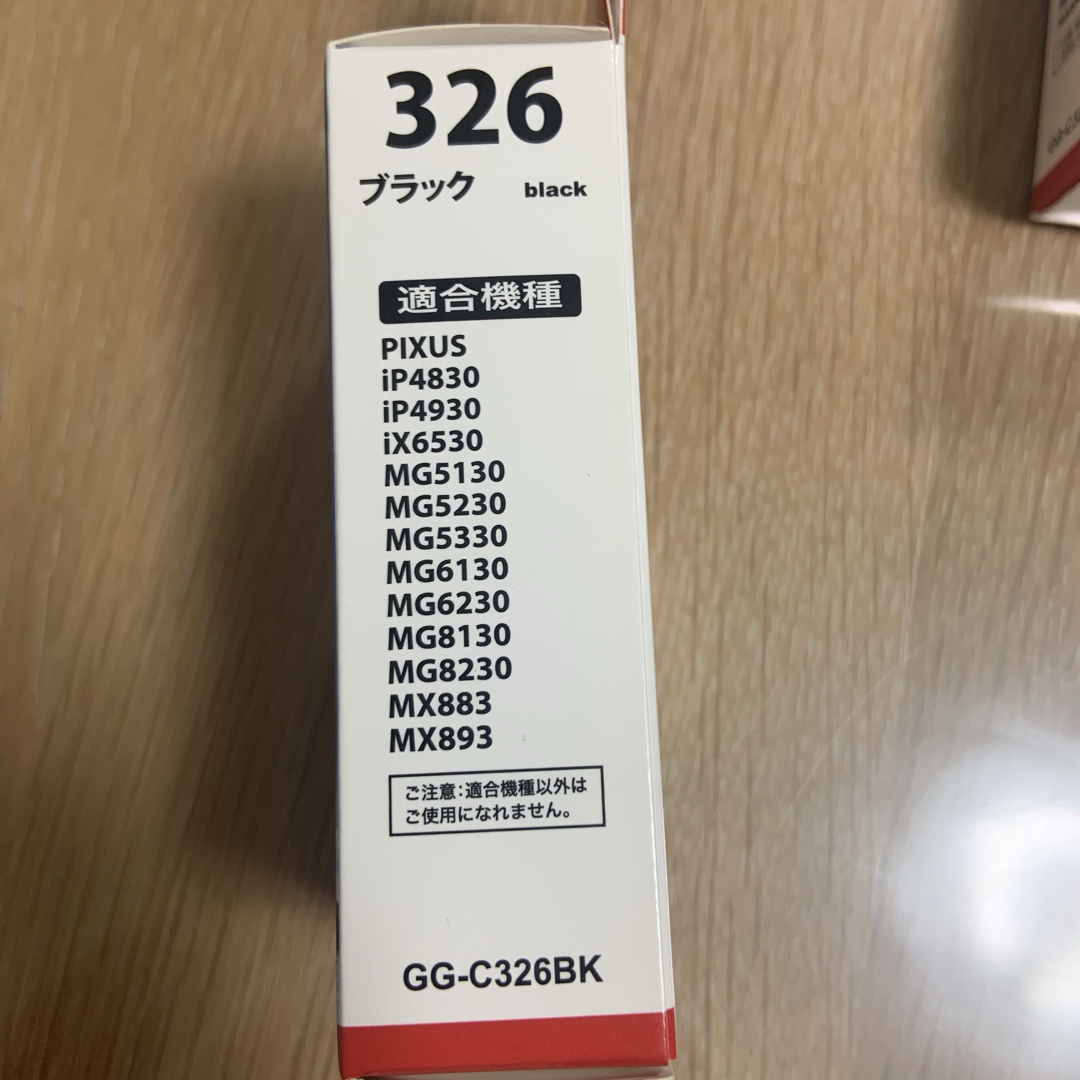 326
ブラック black
適合機種
PIXUS
iP4830
iP4930
iX6530
MG5130
MG5230
MG5330
MG6130
MG6230
MG8130
MG8230
MX883
MX893
ご注意:適合機種以外は
ご使用になれません。
GG-C326BK